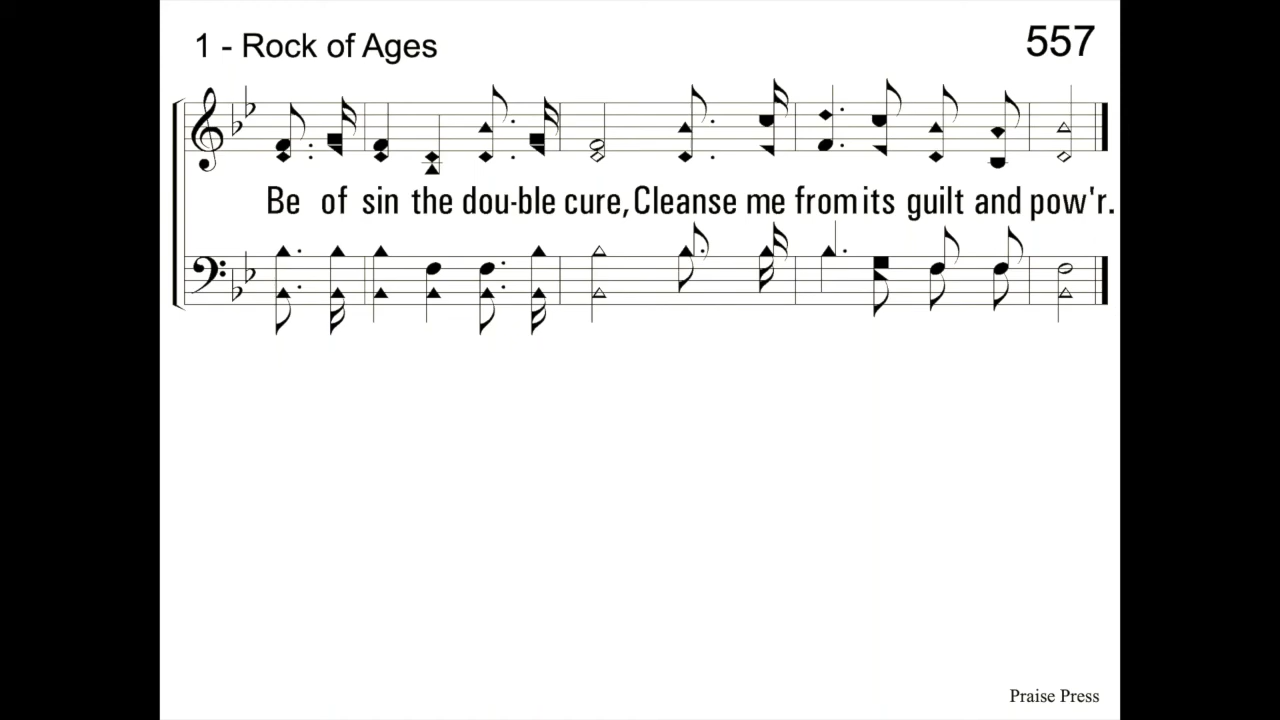 1 - Rock of Ages
557
Be of sin the dou-ble cure, Cleanse me from its guilt and pow'r.
Praise Press